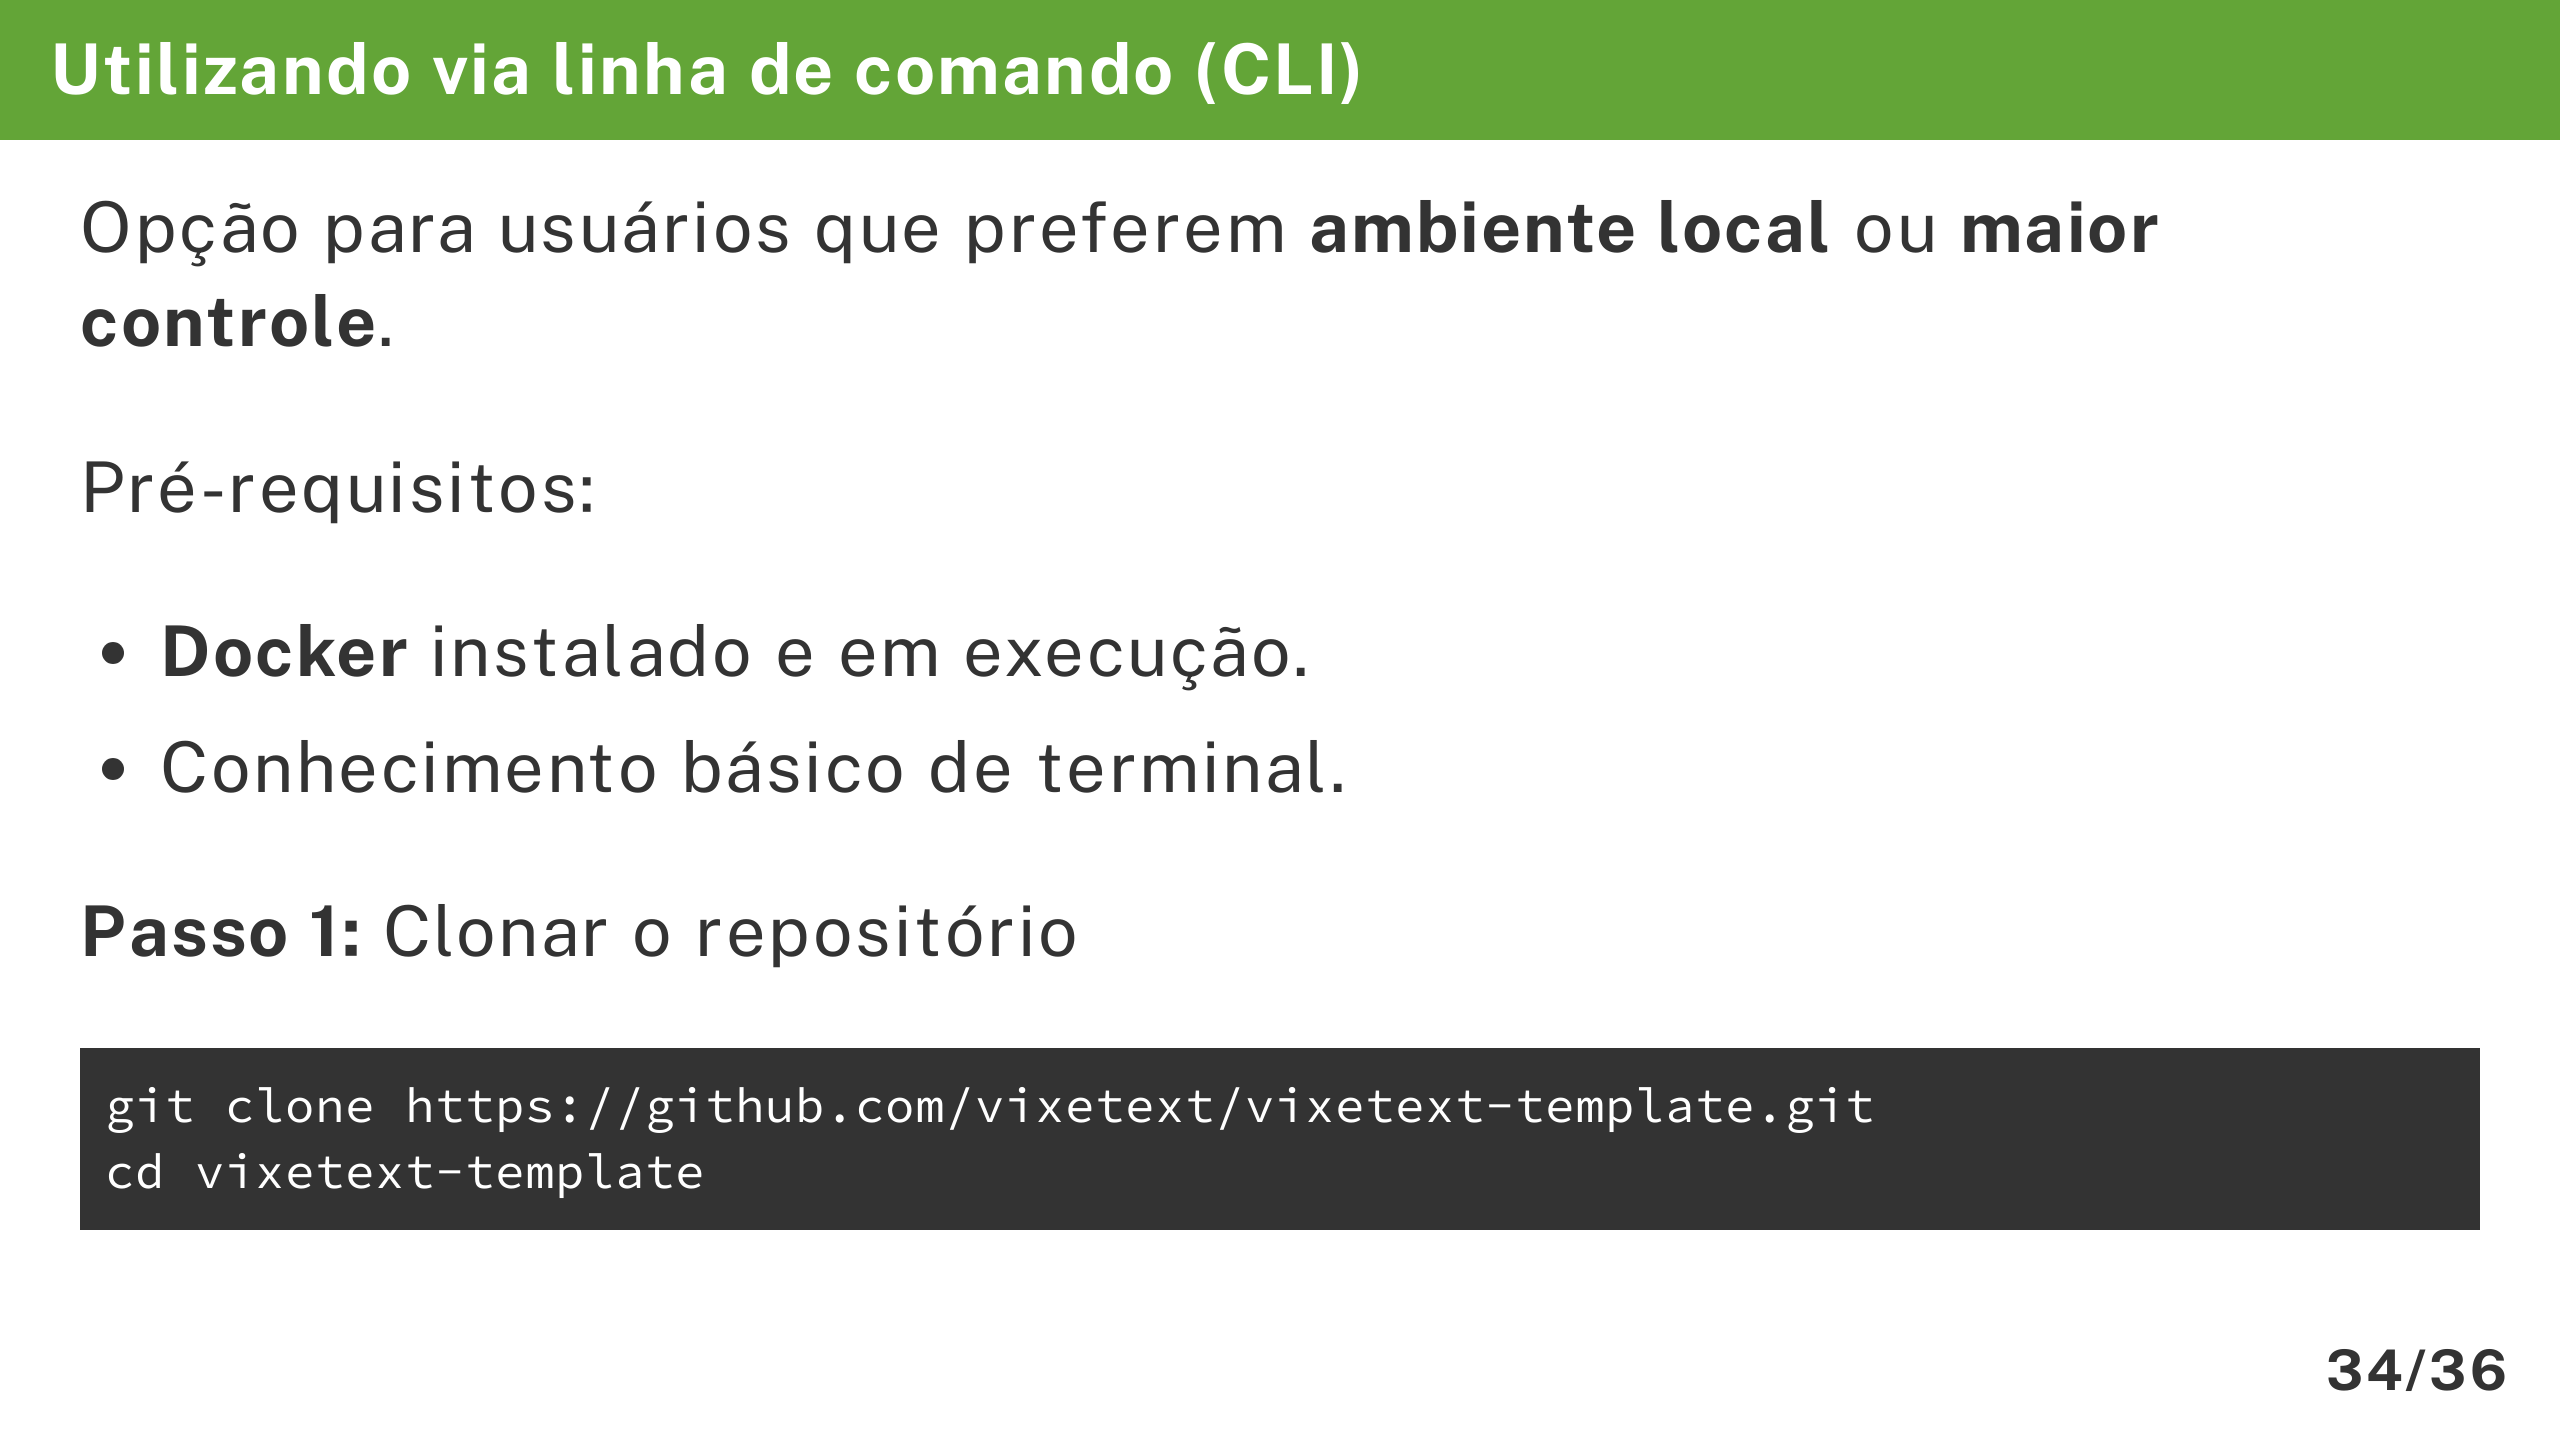 Utilizando via linha de comando (CLI)
Opção para usuários que preferem ambiente local ou maior
controle.
Pré-requisitos:
• Docker instalado e em execução.
• Conhecimento básico de terminal.
Passo 1: Clonar o repositório
git clone https://github.com/vixetext/vixetext-template.git
cd vixetext-template
34/36